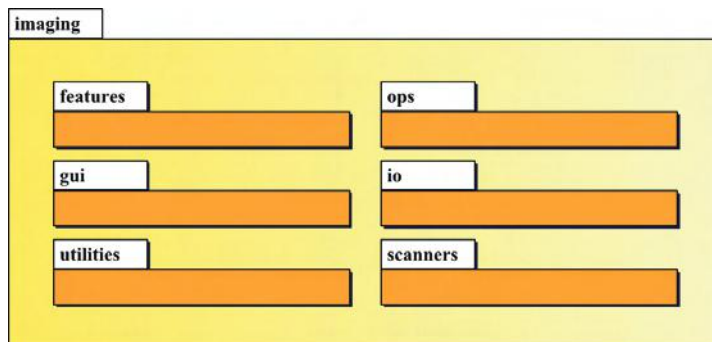 imaging
features
ops
gui
io
utilities
scanners